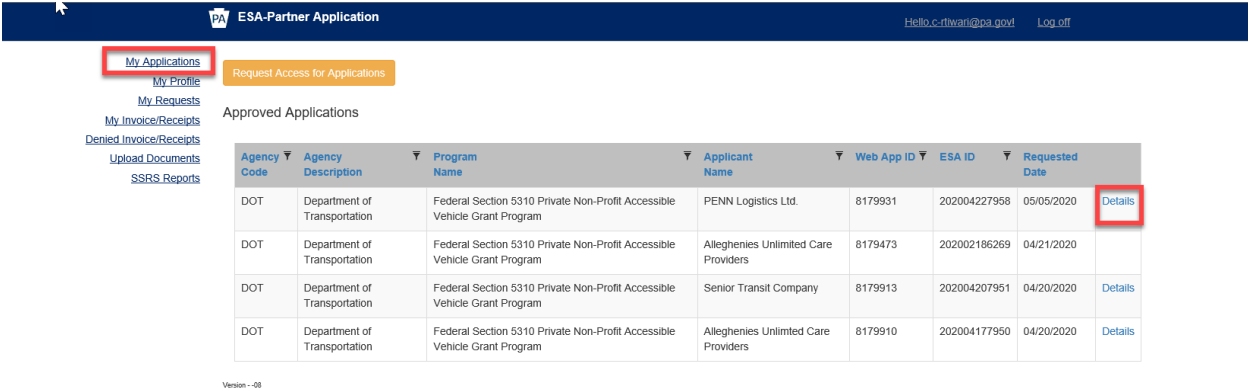 PA ESA-Partner Application
Hello,c-rtiwari@pa.gov! Log off
My Applications
My Profile
My Requests
My Invoice/Receipts
Denied Invoice/Receipts
Upload Documents
SSRS Reports
Request Access for Applications
Approved Applications
Agency Code Agency Description Program Name Applicant Name Web App ID ESA ID Requested Date
DOT Department of Transportation Federal Section 5310 Private Non-Profit Accessible Vehicle Grant Program PENN Logistics Ltd. 8179931 202004227958 05/05/2020 Details
DOT Department of Transportation Federal Section 5310 Private Non-Profit Accessible Vehicle Grant Program Alleghenies Unlimited Care Providers 8179473 202002186269 04/21/2020
DOT Department of Transportation Federal Section 5310 Private Non-Profit Accessible Vehicle Grant Program Senior Transit Company 8179913 202004207951 04/20/2020 Details
DOT Department of Transportation Federal Section 5310 Private Non-Profit Accessible Vehicle Grant Program Alleghenies Unlimted Care Providers 8179910 202004177950 04/20/2020 Details
Version - -08